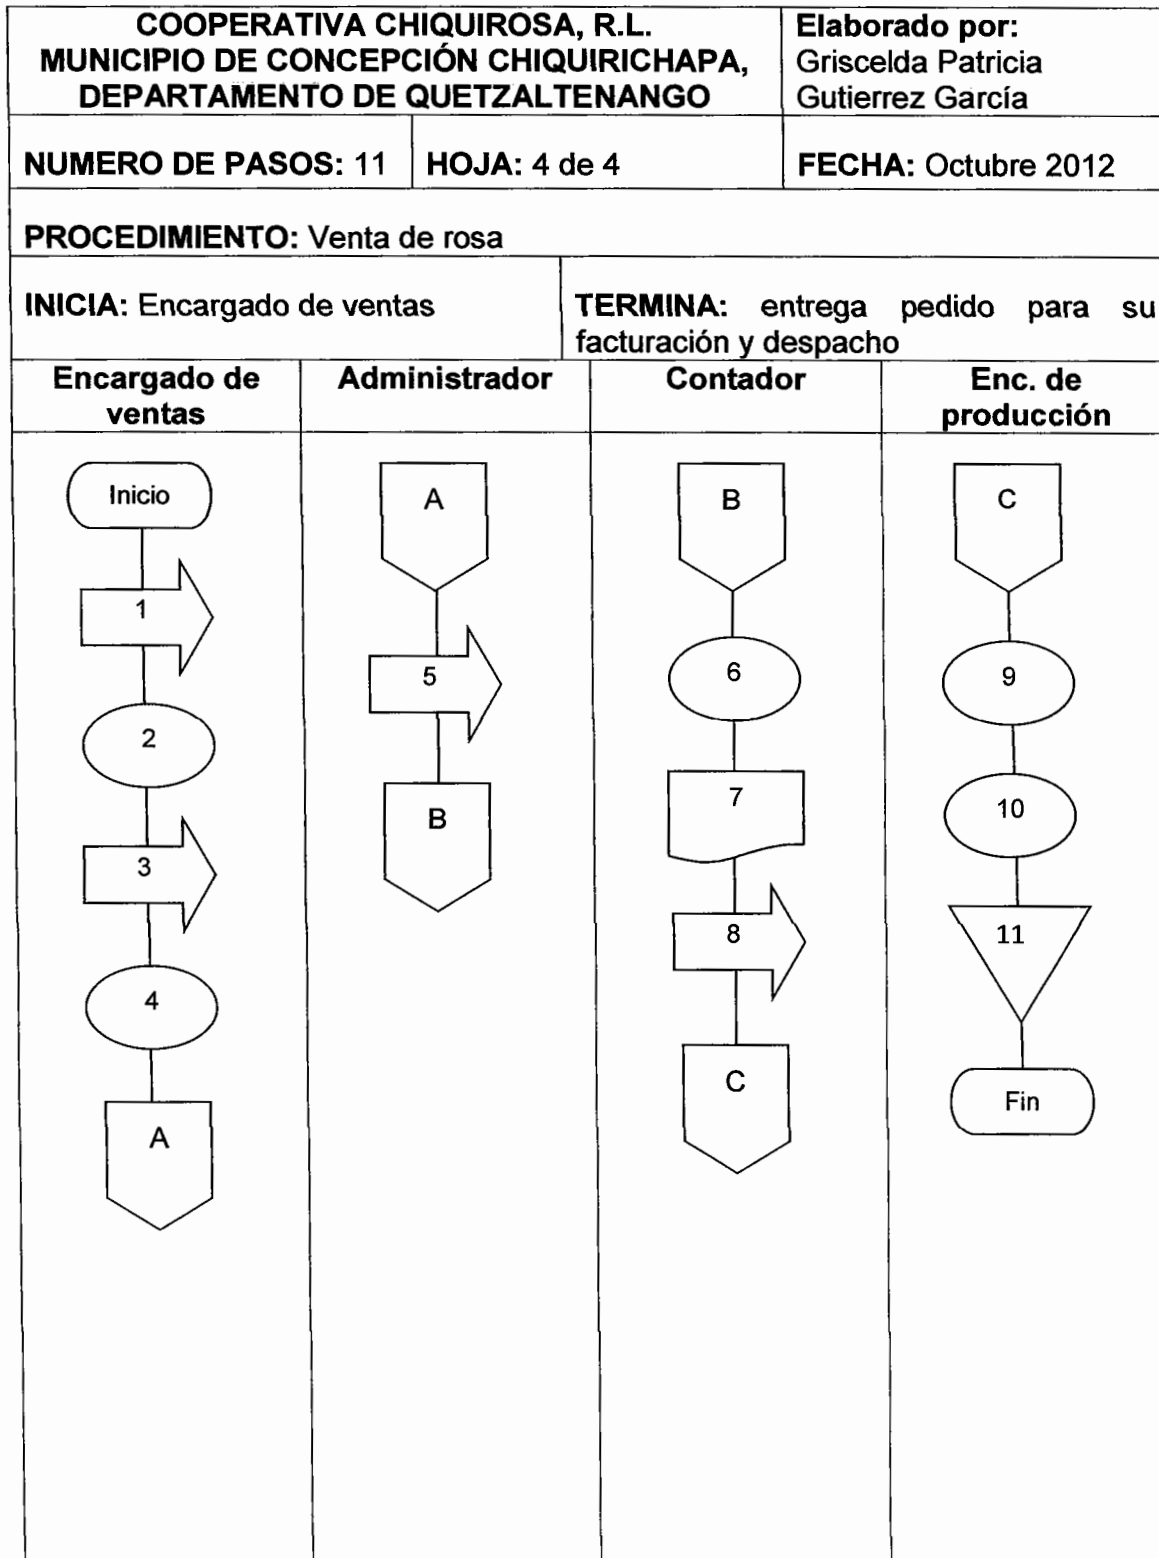 COOPERATIVA CHIQUIROSA, R.L.
MUNICIPIO DE CONCEPCIÓN CHIQUIRICHAPA,
DEPARTAMENTO DE QUETZALTENANGO
Elaborado por:
Griscelda Patricia
Gutierrez García
NUMERO DE PASOS: 11
HOJA: 4 de 4
FECHA: Octubre 2012
PROCEDIMIENTO: Venta de rosa
INICIA: Encargado de ventas
TERMINA: entrega pedido para su
facturación y despacho
Encargado de
ventas
Administrador
Contador
Enc. de
producción
Inicio
1
2
3
4
A
A
5
B
B
6
7
8
C
C
9
10
11
Fin